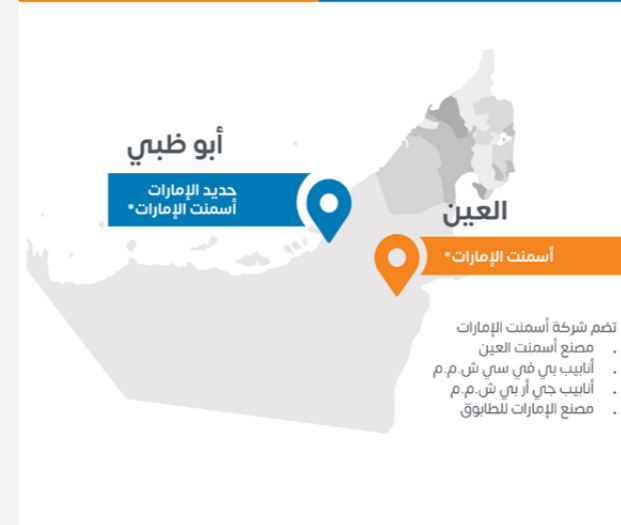 أبو ظبي
حديد الإمارات
أسمنت الإمارات*
العين
أسمنت الإمارات*
تضم شركة أسمنت الإمارات
. مصنع أسمنت العين
. أنابيب بي في سي ش.م.م
. أنابيب جي أر بي ش.م.م
. مصنع الإمارات للطابوق